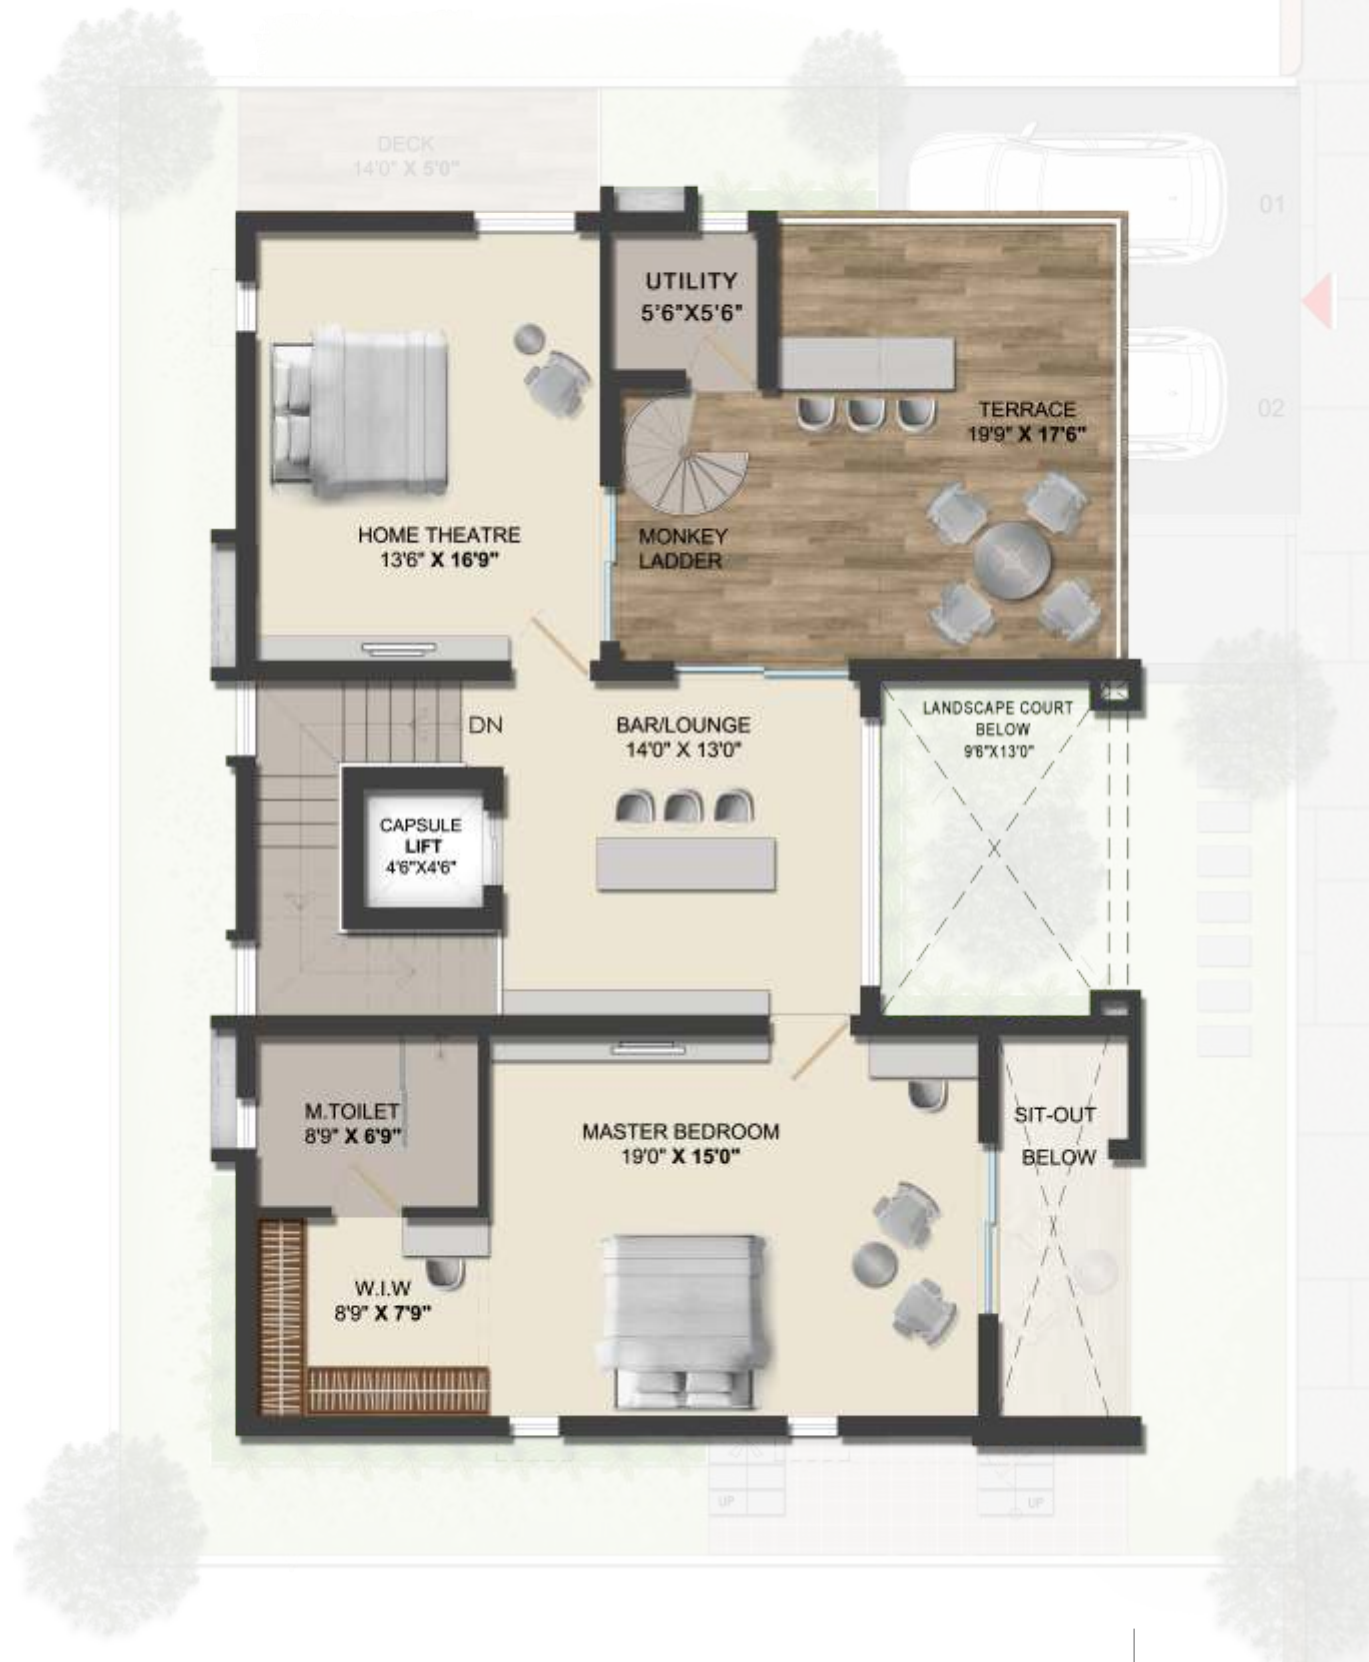 DECK
14'0" X 5'0"
01
UTILITY
5'6"X5'6"
02
TERRACE
19'9" X 17'6"
HOME THEATRE
13'6" X 16'9"
MONKEY
LADDER
DN
BAR/LOUNGE
14'0" X 13'0"
LANDSCAPE COURT
BELOW
9'6"X13'0"
CAPSULE
LIFT
4'6"X4'6"
M.TOILET
8'9" X 6'9"
MASTER BEDROOM
19'0" X 15'0"
SIT-OUT
BELOW
W.I.W
8'9" X 7'9"
UP
UP